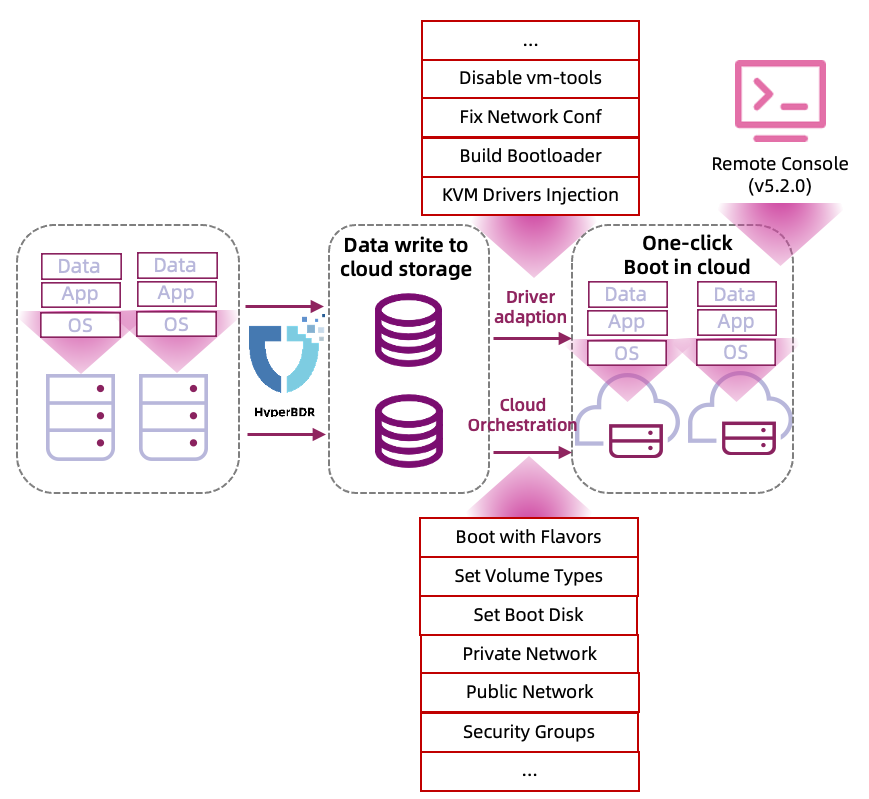 ...
Disable vm-tools
Fix Network Conf
Build Bootloader
KVM Drivers Injection
Remote Console
(v5.2.0)
Data
App
OS
Data
App
OS
HyperBDR
Data write to
cloud storage
Driver
adaption
Cloud
Orchestration
One-click
Boot in cloud
Data
App
OS
Data
App
OS
Boot with Flavors
Set Volume Types
Set Boot Disk
Private Network
Public Network
Security Groups
...